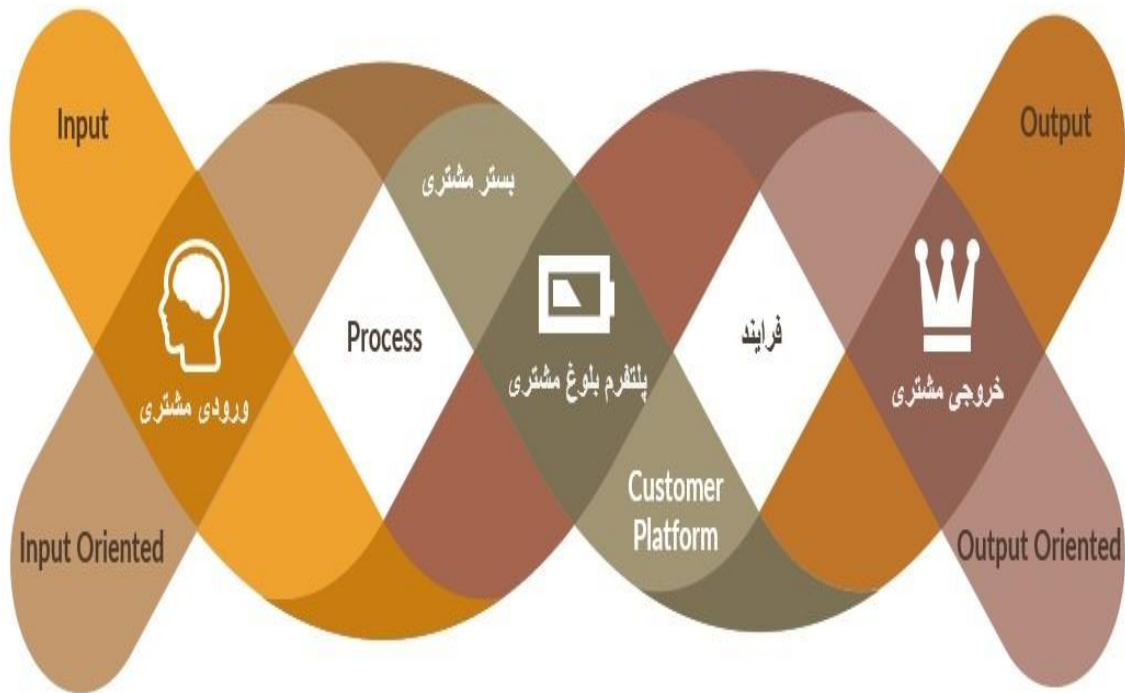 Input
Output
بستر مشتری
Process
فرایند
ورودی مشتری
پلتفرم بلوغ مشتری
خروجی مشتری
Customer
Platform
Input Oriented
Output Oriented